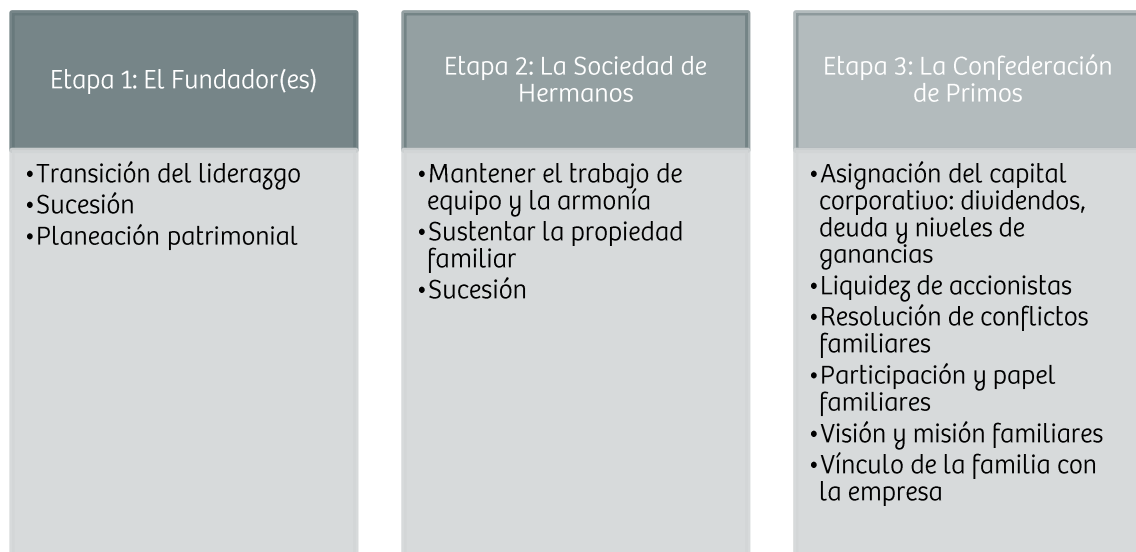 Etapa 1: El Fundador(es)
•Transición del liderazgo
•Sucesión
•Planeación patrimonial
Etapa 2: La Sociedad de
Hermanos
•Mantener el trabajo de
equipo y la armonía
•Sustentar la propiedad
familiar
•Sucesión
Etapa 3: La Confederación
de Primos
•Asignación del capital
corporativo: dividendos,
deuda y niveles de
ganancias
•Liquidez de accionistas
•Resolución de conflictos
familiares
•Participación y papel
familiares
•Visión y misión familiares
•Vínculo de la familia con
la empresa